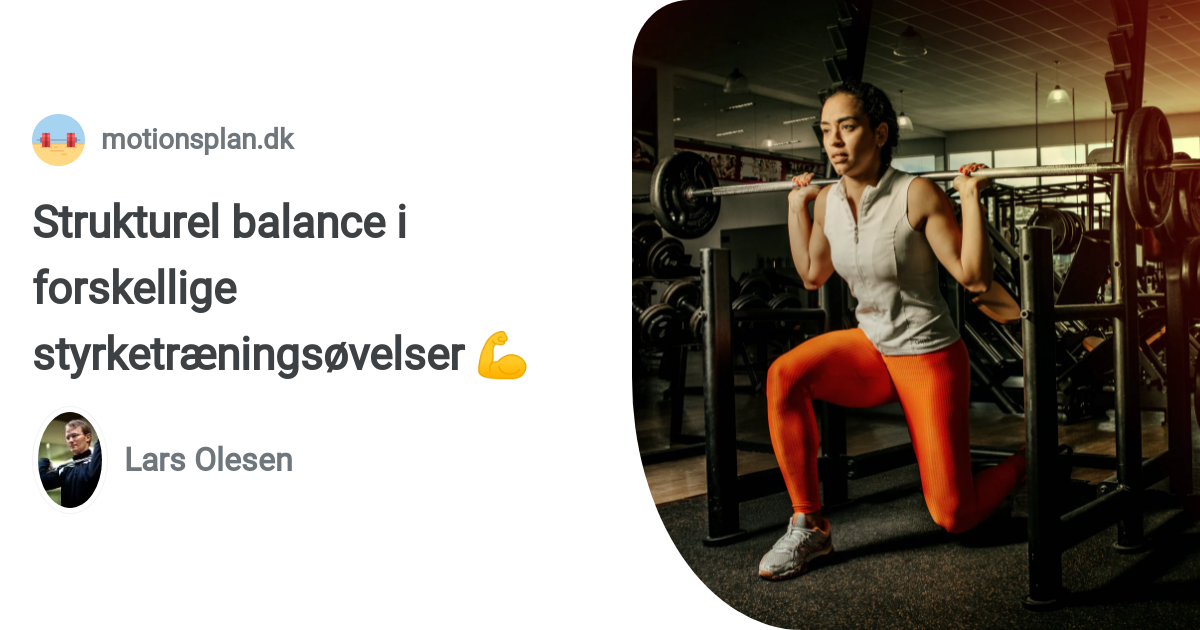 motionsplan.dk
Strukturel balance i
forskellige
styrketræningsøvelser 💪
Lars Olesen